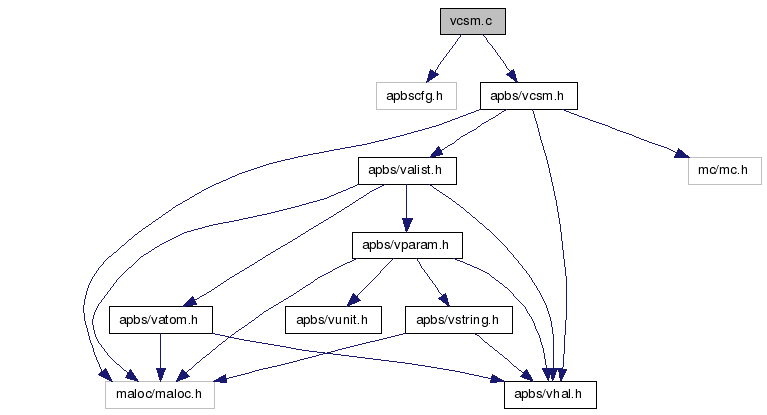 vcsm.c
apbscfg.h
apbs/vcsm.h
apbs/valist.h
mc/mc.h
apbs/vparam.h
apbs/vatom.h
apbs/vunit.h
apbs/vstring.h
maloc/maloc.h
apbs/vhal.h